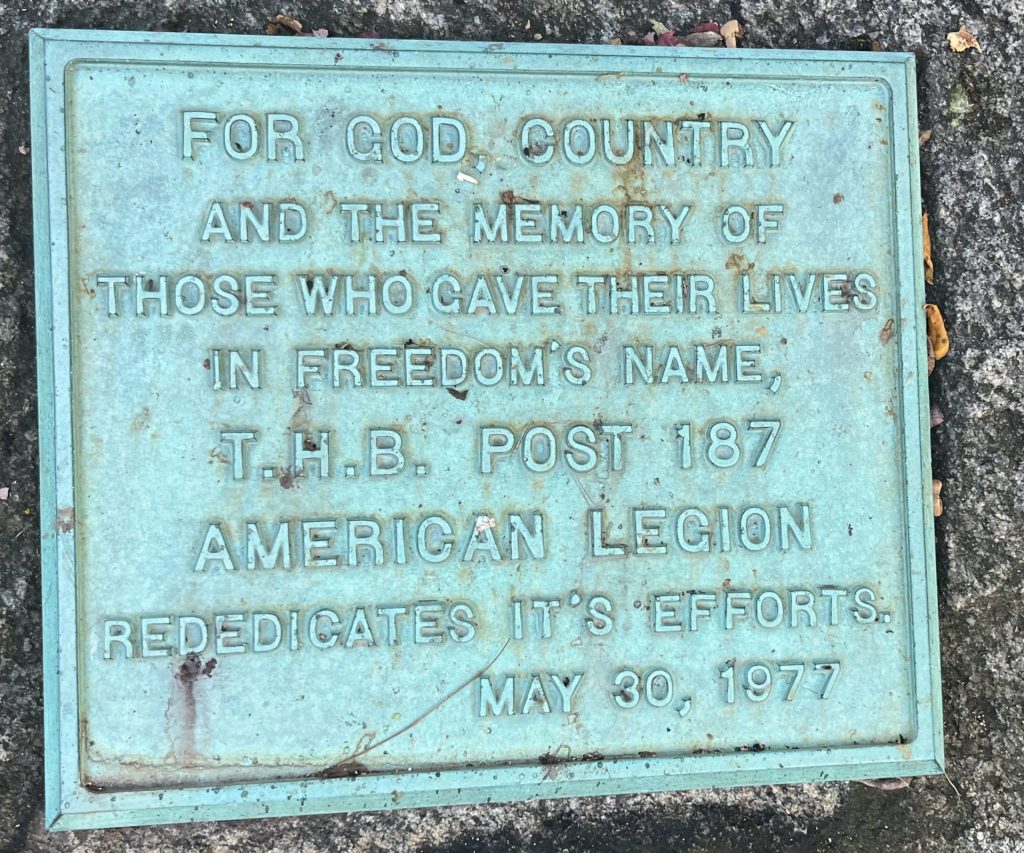 FOR GOD, COUNTRY
AND THE MEMORY OF
THOSE WHO GAVE THEIR LIVES
IN FREEDOM'S NAME,
T.H.B. POST 187
AMERICAN LEGION
REDEDICATES IT'S EFFORTS.
MAY 30, 1977